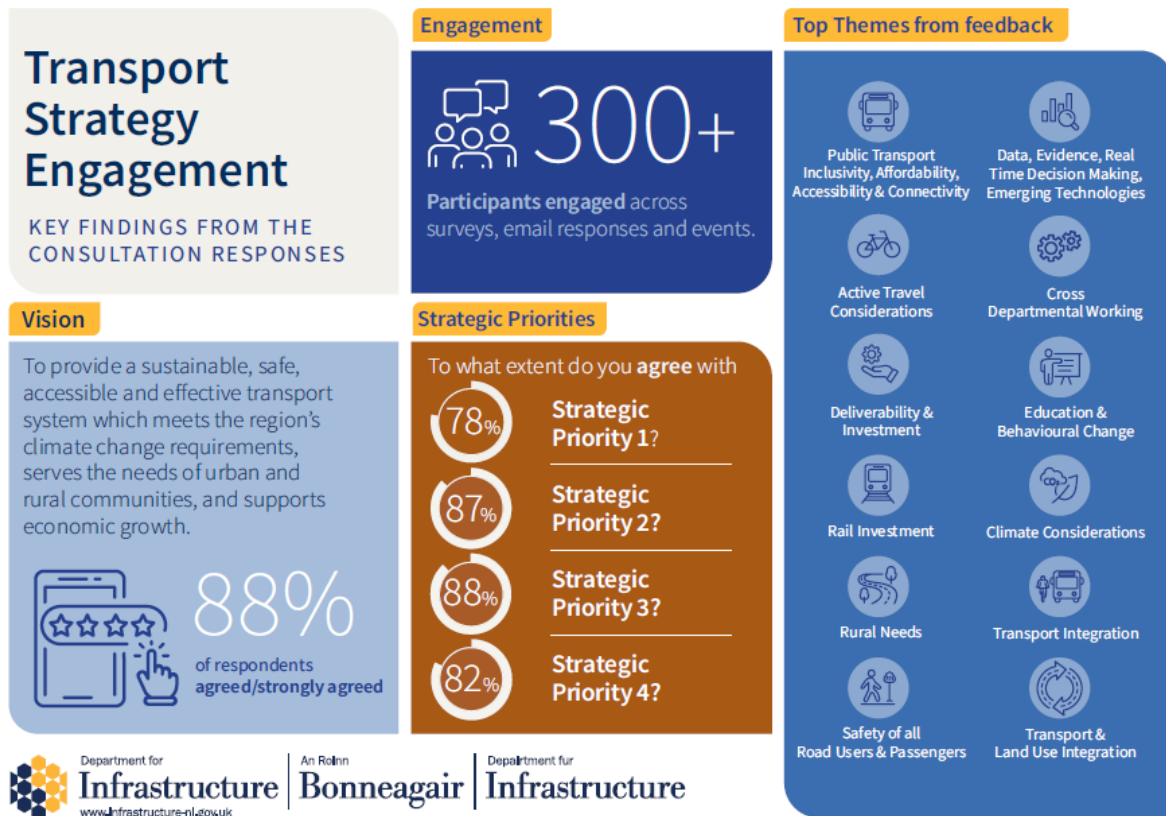 Transport
Strategy
Engagement
KEY FINDINGS FROM THE
CONSULTATION RESPONSES
Engagement
300+
Participants engaged across
surveys, email responses and events.
Vision
To provide a sustainable, safe,
accessible and effective transport
system which meets the region's
climate change requirements,
serves the needs of urban and
rural communities, and supports
economic growth.
88%
of respondents
agreed/strongly agreed
Strategic Priorities
To what extent do you agree with
78%
Strategic
Priority 1?
87%
Strategic
Priority 2?
88%
Strategic
Priority 3?
82%
Strategic
Priority 4?
Top Themes from feedback
Public Transport
Inclusivity, Affordability,
Accessibility & Connectivity
Data, Evidence, Real
Time Decision Making,
Emerging Technologies
Active Travel
Considerations
Cross
Departmental Working
Deliverability &
Investment
Education &
Behavioural Change
Rail Investment
CO₂
Climate Considerations
Rural Needs
Transport Integration
Safety of all
Road Users & Passengers
Transport &
Land Use Integration
Department for
Infrastructure
www.infrastructure-ni.gov.uk
An Roinn
Bonneagair
Depairtment fur
Infrastructure